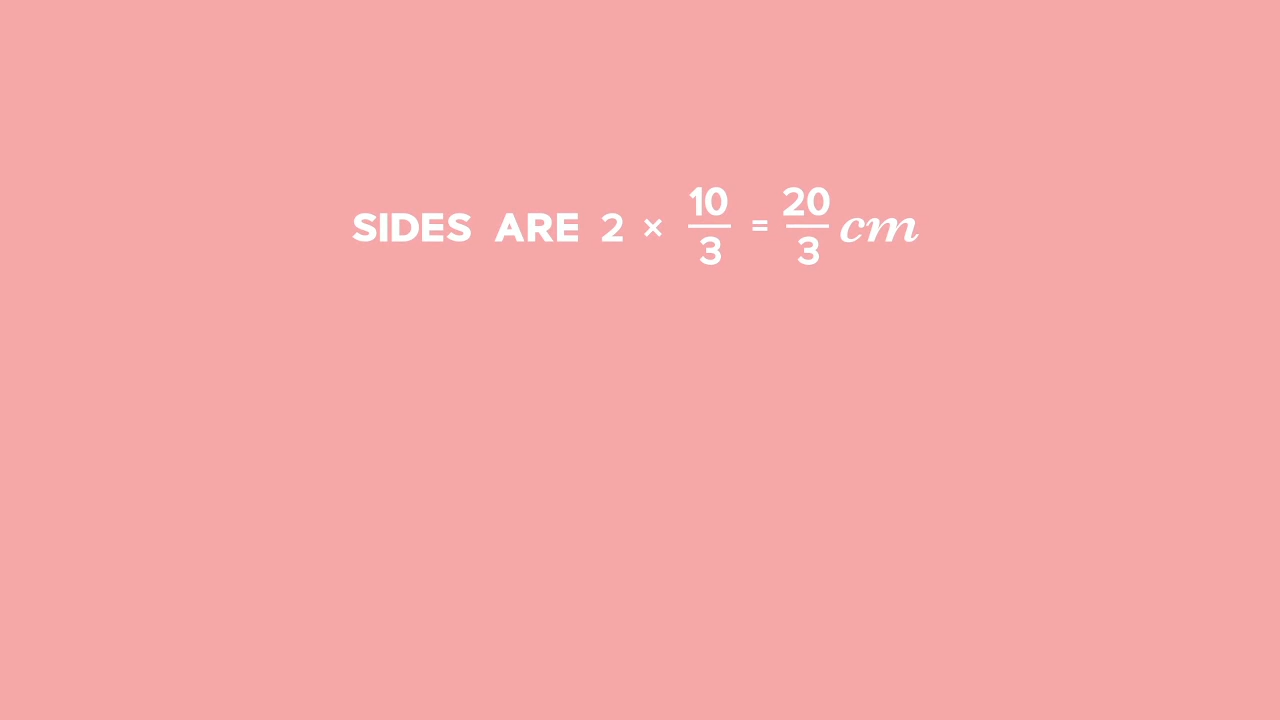 SIDES ARE 2 × 10/3 = 20/3 cm